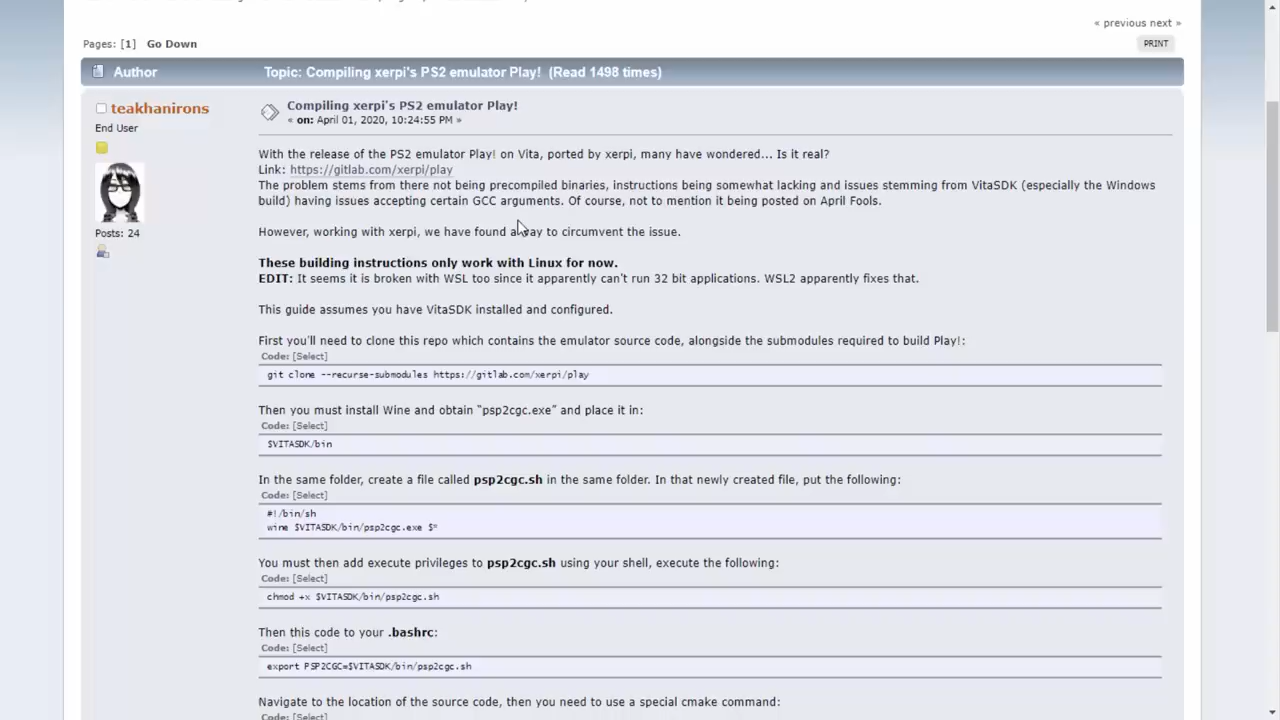 « previous next »
Pages: [1] Go Down
PRINT
Author
Topic: Compiling xerpi's PS2 emulator Play! (Read 1498 times)
teakhanirons
End User
Posts: 24
Compiling xerpi's PS2 emulator Play!
« on: April 01, 2020, 10:24:55 PM »
With the release of the PS2 emulator Play! on Vita, ported by xerpi, many have wondered... Is it real?
Link: https://gitlab.com/xerpi/play
The problem stems from there not being precompiled binaries, instructions being somewhat lacking and issues stemming from VitaSDK (especially the Windows
build) having issues accepting certain GCC arguments. Of course, not to mention it being posted on April Fools.
However, working with xerpi, we have found a way to circumvent the issue.
These building instructions only work with Linux for now.
EDIT: It seems it is broken with WSL too since it apparently can't run 32 bit applications. WSL2 apparently fixes that.
This guide assumes you have VitaSDK installed and configured.
First you'll need to clone this repo which contains the emulator source code, alongside the submodules required to build Play!:
Code: [Select]
git clone --recurse-submodules https://gitlab.com/xerpi/play
Then you must install Wine and obtain “psp2cgc.exe” and place it in:
Code: [Select]
$VITASDK/bin
In the same folder, create a file called psp2cgc.sh in the same folder. In that newly created file, put the following:
Code: [Select]
#!/bin/sh
wine $VITASDK/bin/psp2cgc.exe $*
You must then add execute privileges to psp2cgc.sh using your shell, execute the following:
Code: [Select]
chmod +x $VITASDK/bin/psp2cgc.sh
Then this code to your .bashrc:
Code: [Select]
export PSP2CGC=$VITASDK/bin/psp2cgc.sh
Navigate to the location of the source code, then you need to use a special cmake command:
Code: [Select]